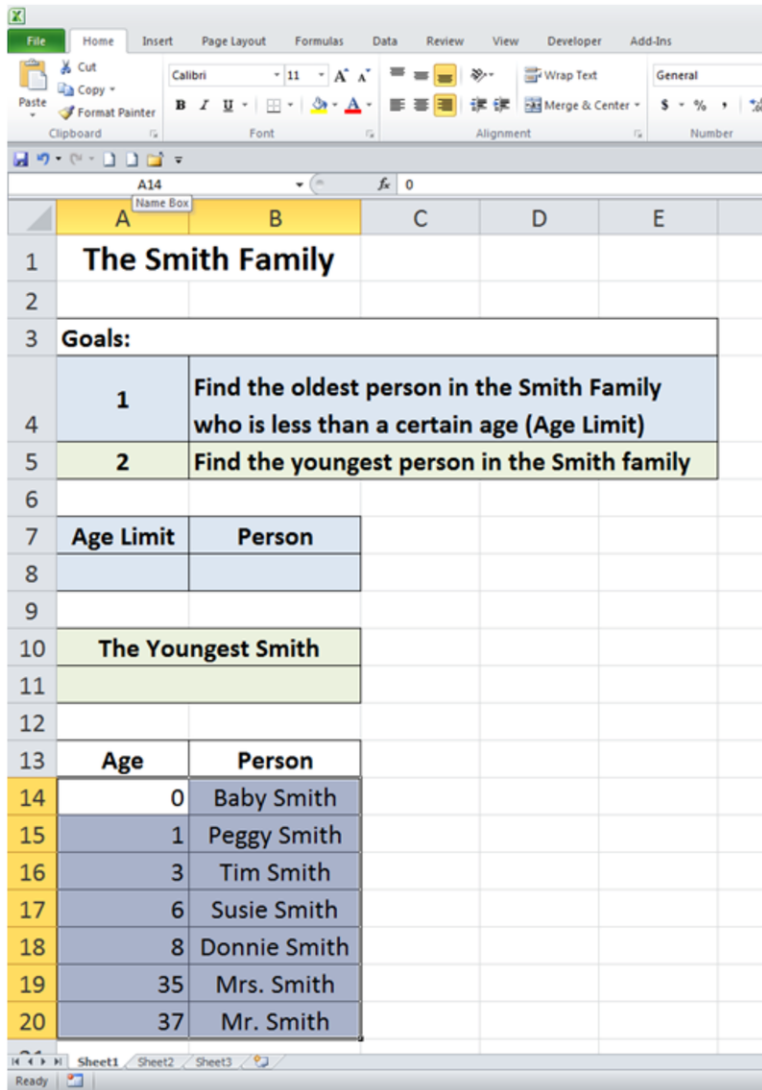 File Home Insert Page Layout Formulas Data Review View Developer Add-Ins
Cut
Copy
Format Painter
Paste
Calibri 11 A A
B I U A
Wrap Text
Merge & Center
General
$ % ,
Clipboard Font Alignment Number
A14 fx 0
Name Box
A B C D E
1 The Smith Family
2
3 Goals:
4 1 Find the oldest person in the Smith Family
who is less than a certain age (Age Limit)
5 2 Find the youngest person in the Smith family
6
7 Age Limit Person
8
9
10 The Youngest Smith
11
12
13 Age Person
14 0 Baby Smith
15 1 Peggy Smith
16 3 Tim Smith
17 6 Susie Smith
18 8 Donnie Smith
19 35 Mrs. Smith
20 37 Mr. Smith
Sheet1 Sheet2 Sheet3
Ready